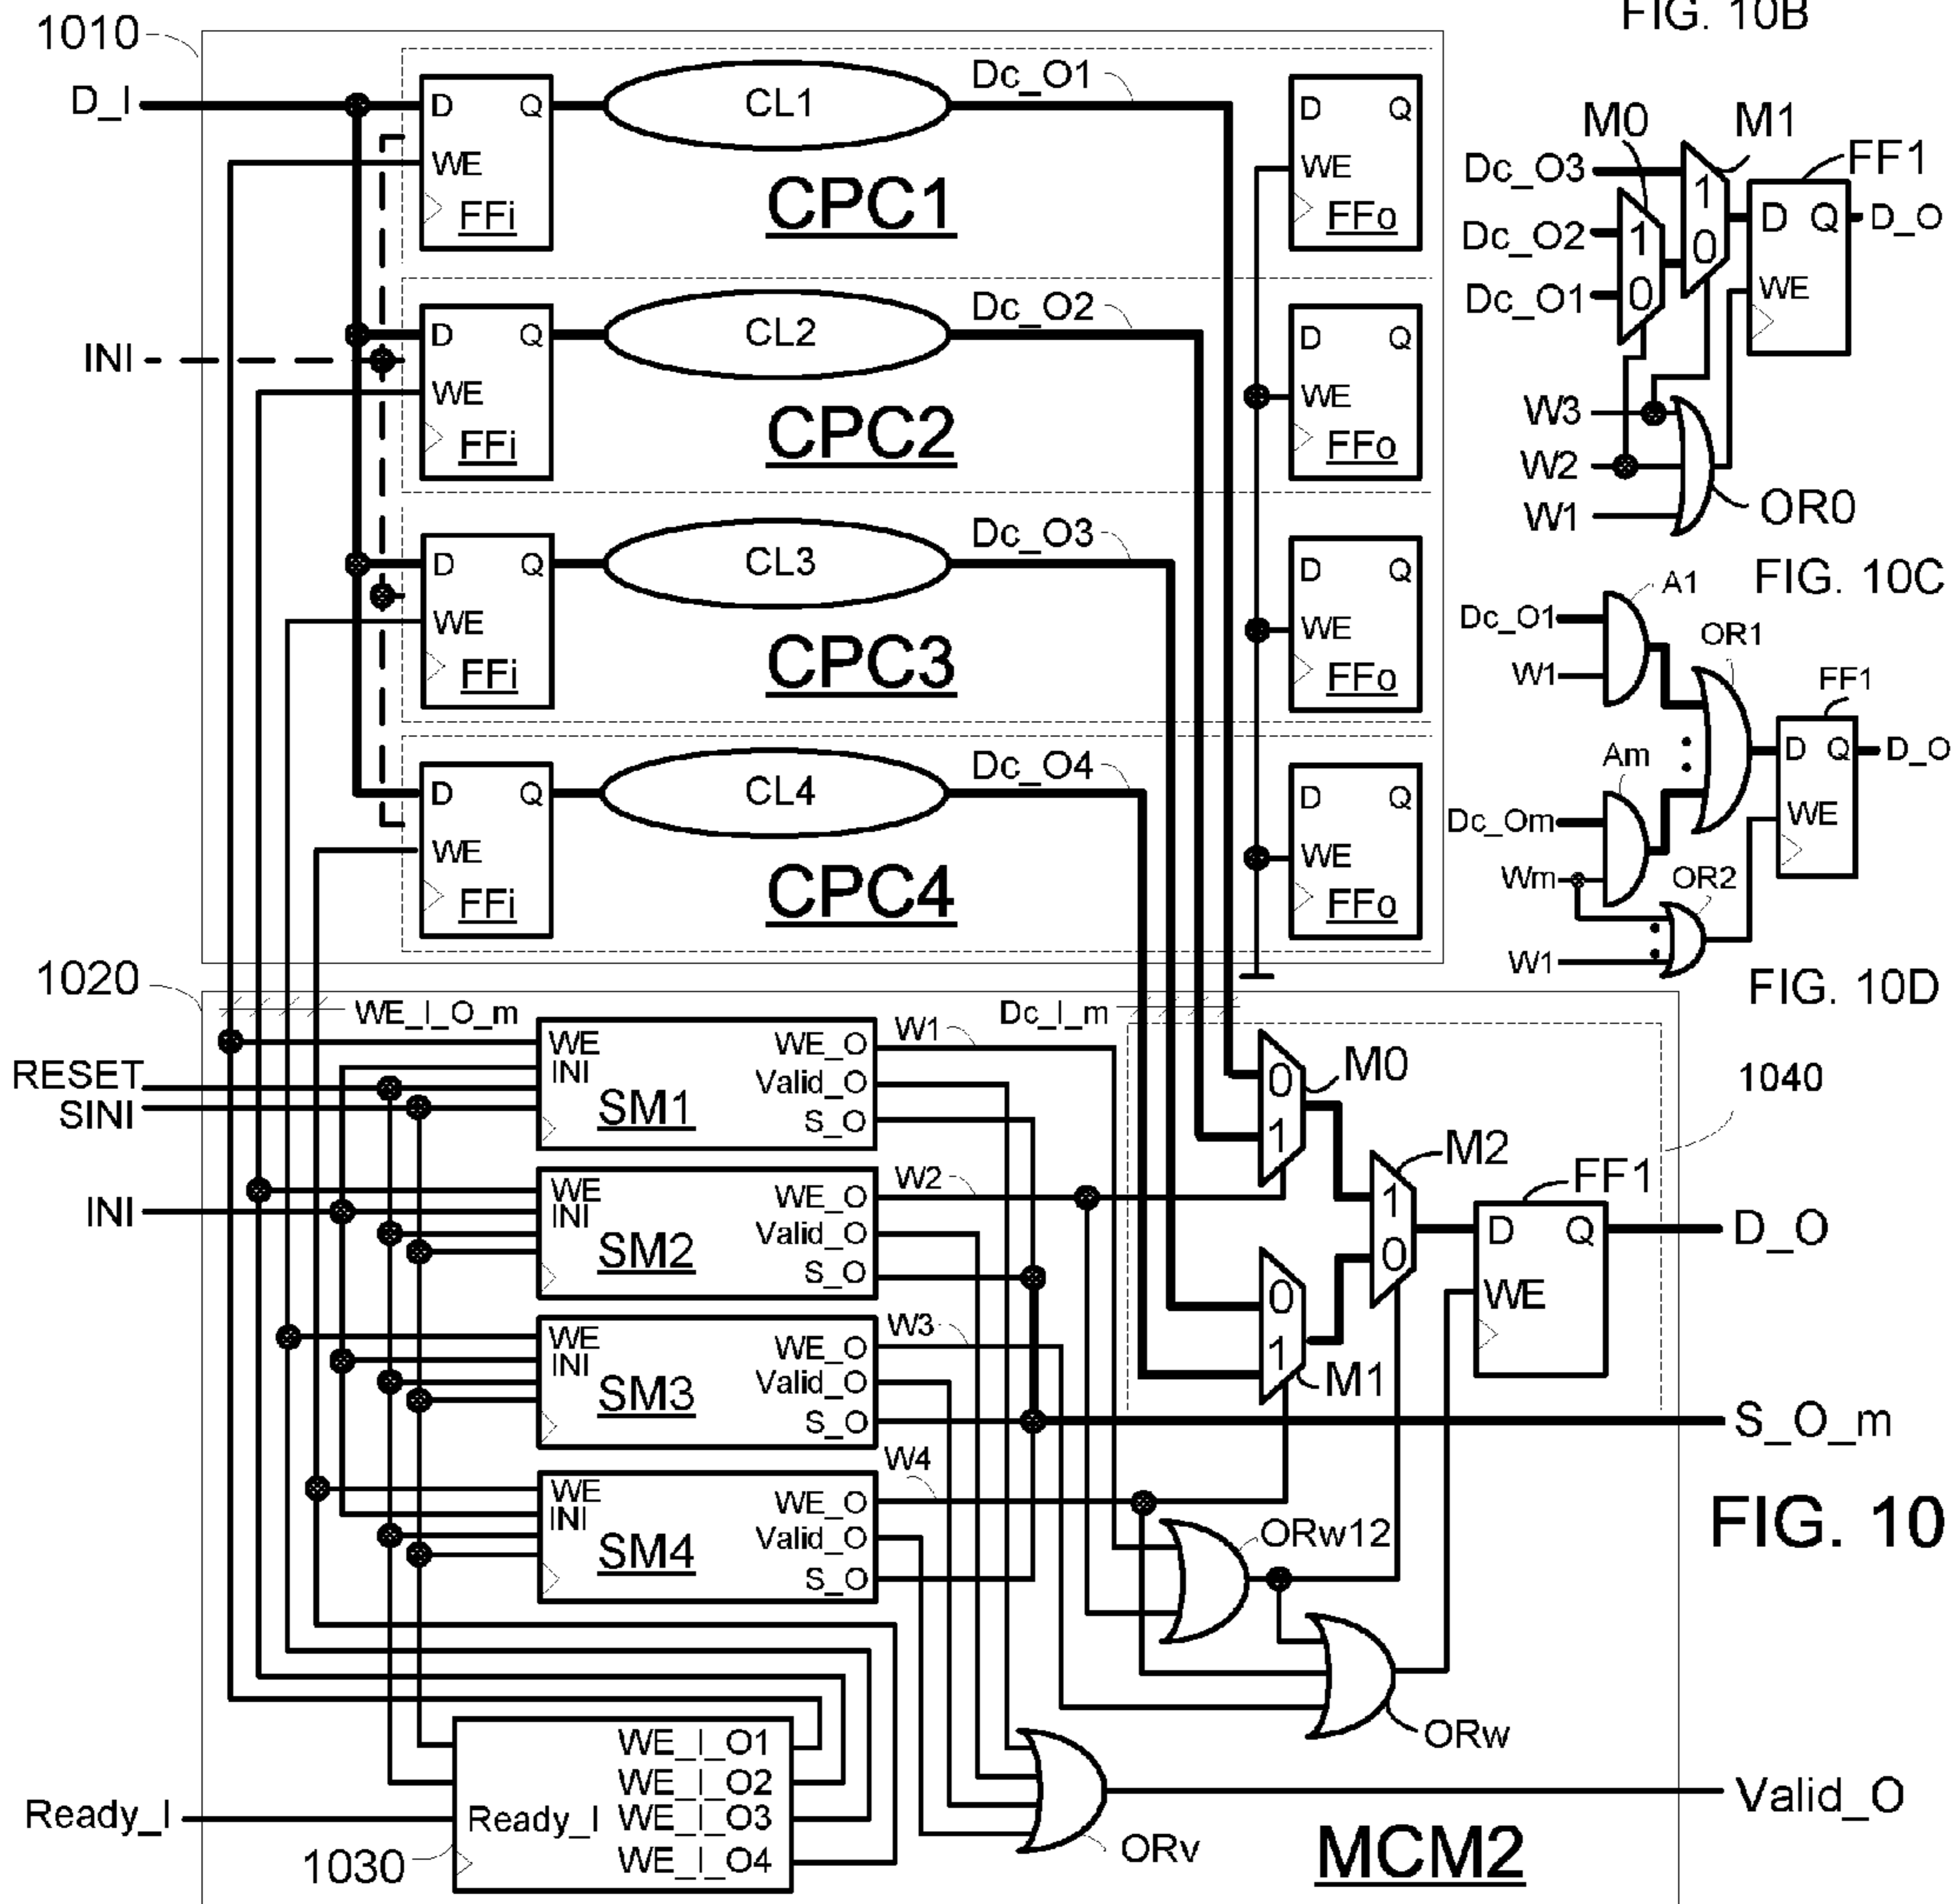 FIG. 10B
1010
D_I
D Q
WE
FFi
CL1
Dc_O1
CPC1
D Q
WE
FFo
INI
D Q
WE
FFi
CL2
Dc_O2
CPC2
D Q
WE
FFo
D Q
WE
FFi
CL3
Dc_O3
CPC3
D Q
WE
FFo
D Q
WE
FFi
CL4
Dc_O4
CPC4
D Q
WE
FFo
M0
M1
FF1
Dc_O3
Dc_O2
Dc_O1
1
0
1
0
D Q
WE
D_O
W3
W2
W1
OR0
FIG. 10C
A1
Dc_O1
W1
OR1
FF1
Am
Dc_Om
Wm
OR2
W1
D Q
WE
D_O
FIG. 10D
1020
WE_I_O_m
Dc_I_m
RESET
SINI
INI
WE
INI
SM1
WE_O
Valid_O
S_O
W1
WE
INI
SM2
WE_O
Valid_O
S_O
W2
WE
INI
SM3
WE_O
Valid_O
S_O
W3
WE
INI
SM4
WE_O
Valid_O
S_O
W4
0
1
M0
0
1
M1
1
0
M2
FF1
D Q
WE
1040
D_O
S_O_m
FIG. 10
ORw12
ORw
ORv
Ready_I
Ready_I
WE_I_O1
WE_I_O2
WE_I_O3
WE_I_O4
1030
Valid_O
MCM2